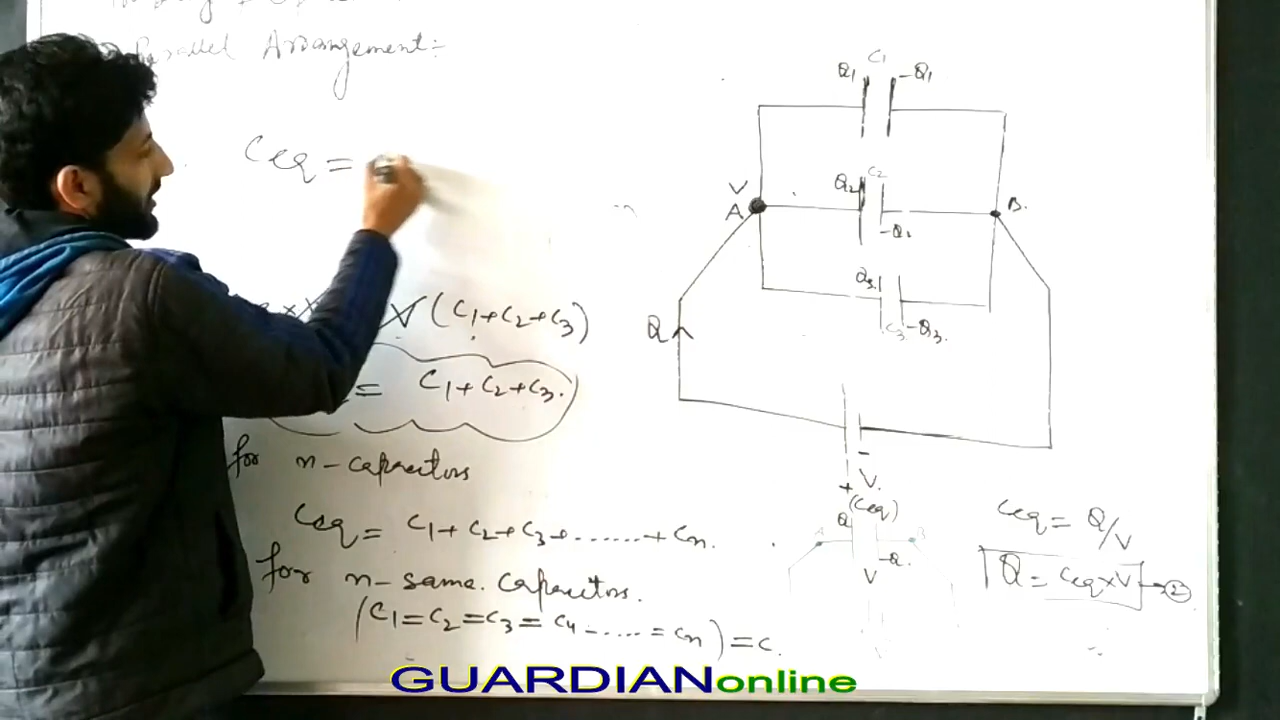 Parallel Arrangement:-
Ceq =
V (C1+C2+C3)
= C1+C2+C3.
for n-capacitors
Ceq = C1+C2+C3+.......+Cn.
for n-same. Capacitors.
(C1=C2=C3=C4-.....=Cn)=C.
C1
Q1 -Q1
C2
Q2
-Q2
V
A
B.
Q3
C3 -Q3.
Q
-
V.
+
(Ceq)
Q
A B
-Q.
V
Ceq = Q/V
Q = Ceq×V → 2
GUARDIANonline